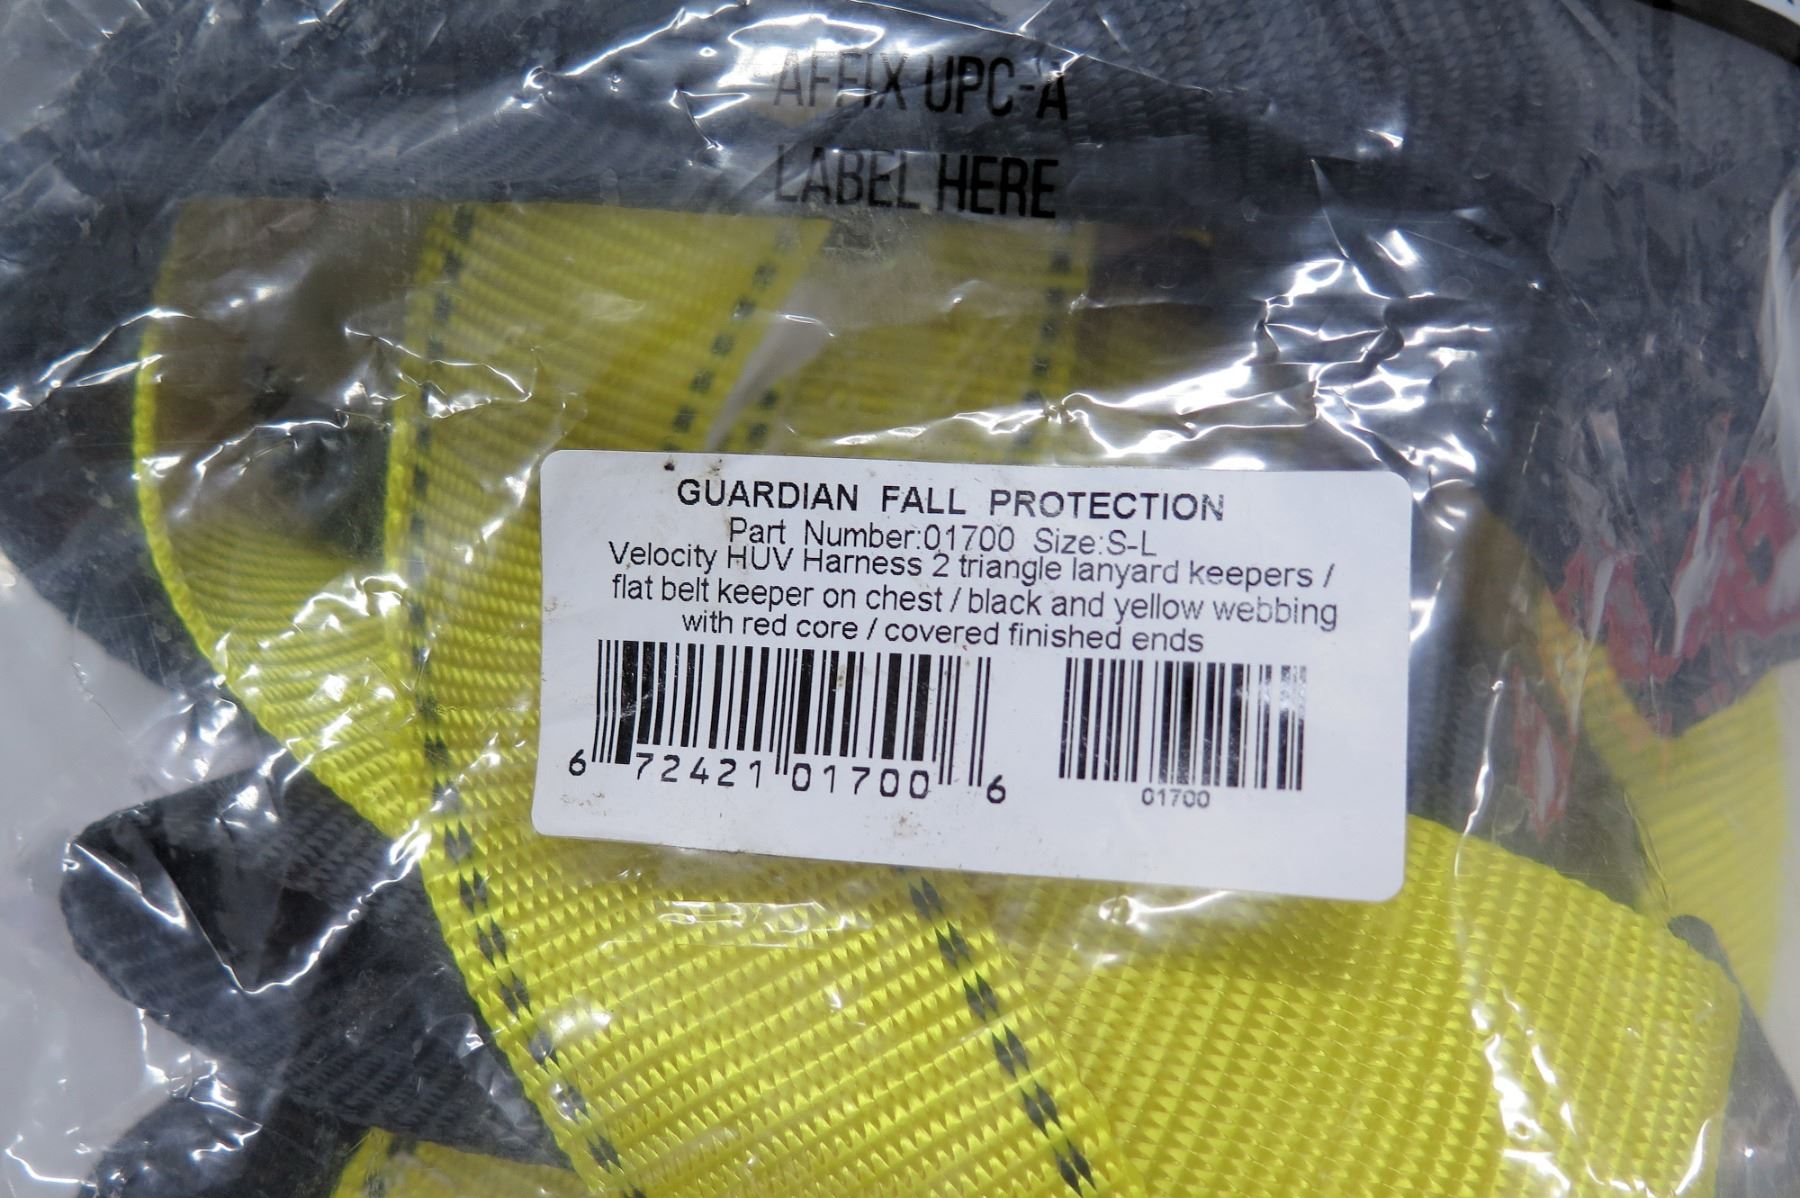 AFFIX UPC-A
LABEL HERE
GUARDIAN FALL PROTECTION
Part Number:01700 Size:S-L
Velocity HUV Harness 2 triangle lanyard keepers /
flat belt keeper on chest / black and yellow webbing
with red core / covered finished ends
6 72421 01700 6
01700